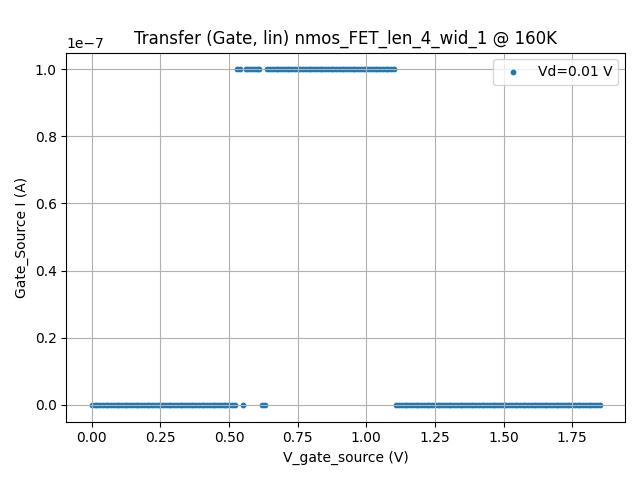 Transfer (Gate, lin) nmos_FET_len_4_wid_1 @ 160K
1e−7
Vd=0.01 V
1.0
0.8
0.6
0.4
0.2
0.0
Gate_Source I (A)
0.00 0.25 0.50 0.75 1.00 1.25 1.50 1.75
V_gate_source (V)